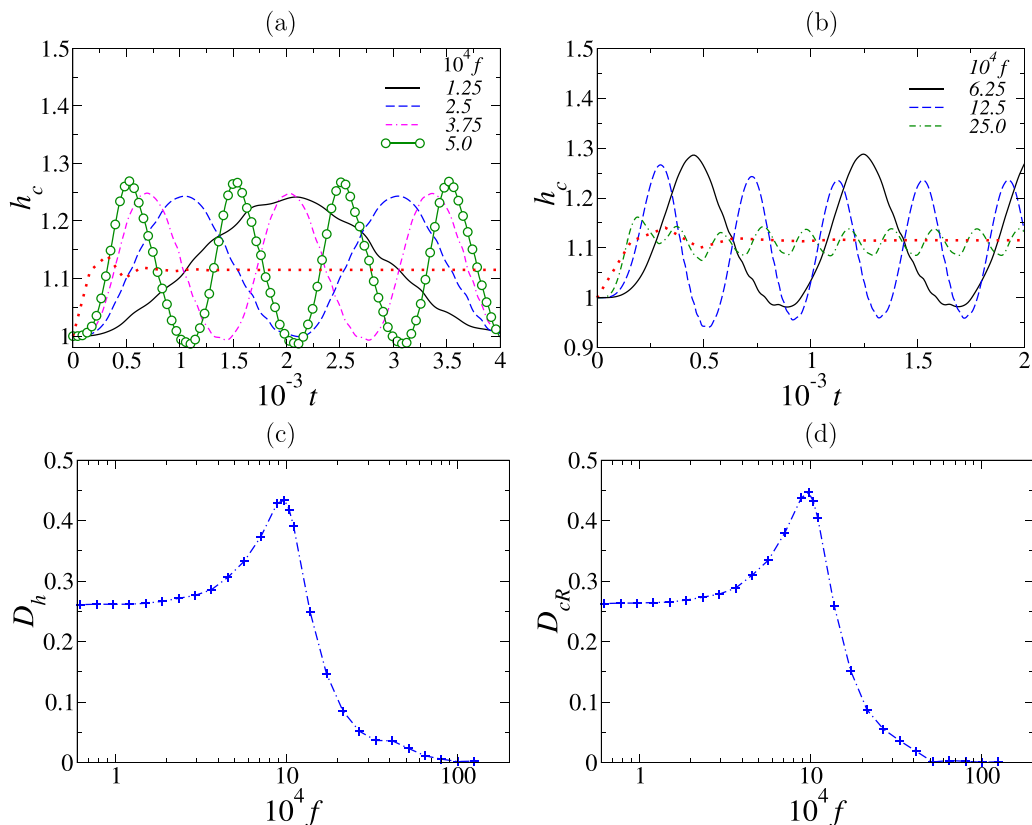 (a)
1.5
1.4
1.3
1.2
1.1
1
h_c
10^4 f
1.25
2.5
3.75
5.0
0 0.5 1 1.5 2 2.5 3 3.5 4
10^-3 t
(b)
1.5
1.4
1.3
1.2
1.1
1
0.9
h_c
10^4 f
6.25
12.5
25.0
0 0.5 1 1.5 2
10^-3 t
(c)
0.5
0.4
0.3
0.2
0.1
0
D_h
1 10 100
10^4 f
(d)
0.5
0.4
0.3
0.2
0.1
0
D_cR
1 10 100
10^4 f